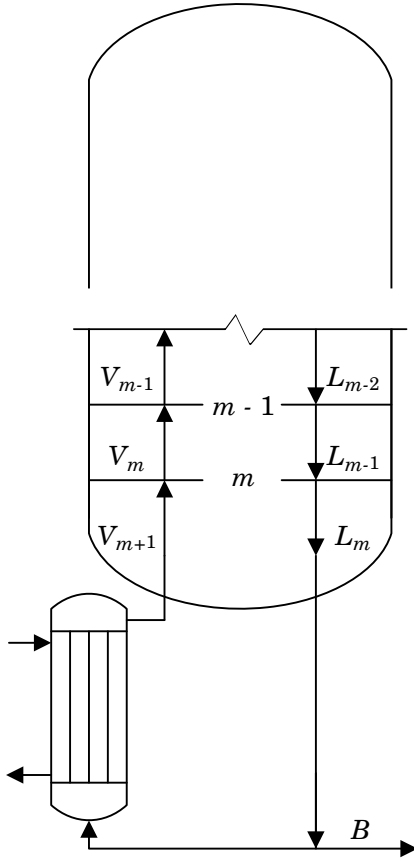 V_{m-1} L_{m-2}
m - 1
V_m L_{m-1}
m
V_{m+1} L_m
B